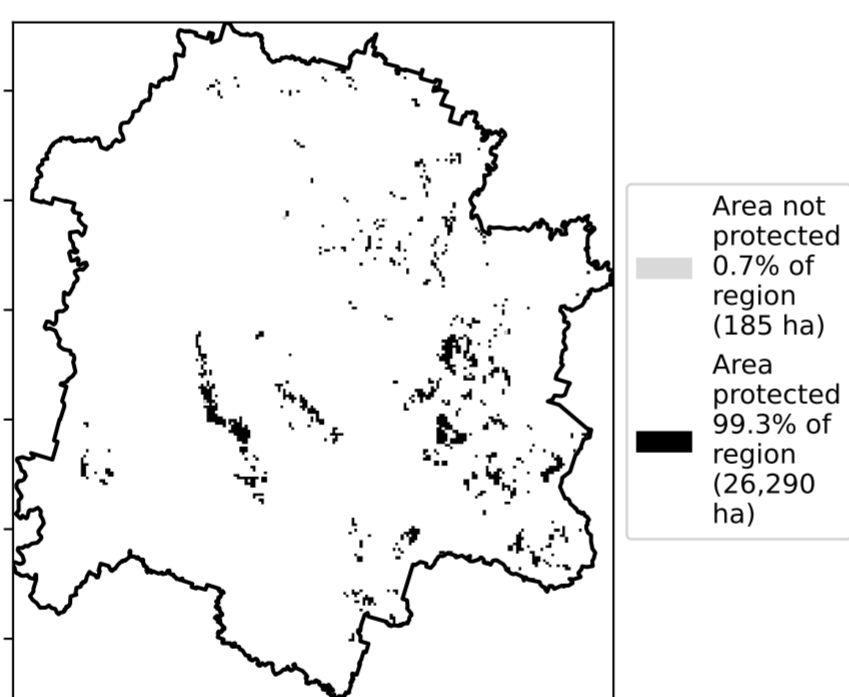 Area not
protected
0.7% of
region
(185 ha)
Area
protected
99.3% of
region
(26,290
ha)